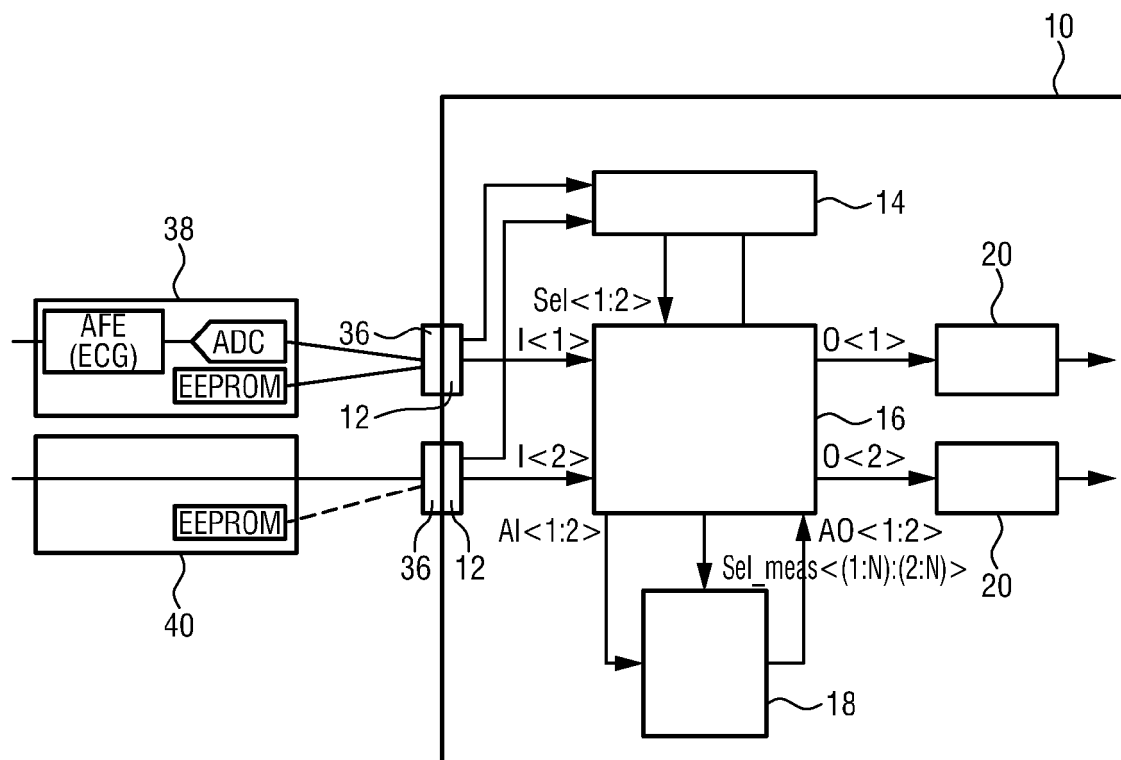 10
14
38
20
Sel<1:2>
AFE
(ECG)
ADC
36
I<1>
O<1>
EEPROM
12
16
I<2>
O<2>
EEPROM
AI<1:2>
AO<1:2>
36
12
Sel_meas<(1:N):(2:N)>
20
40
18